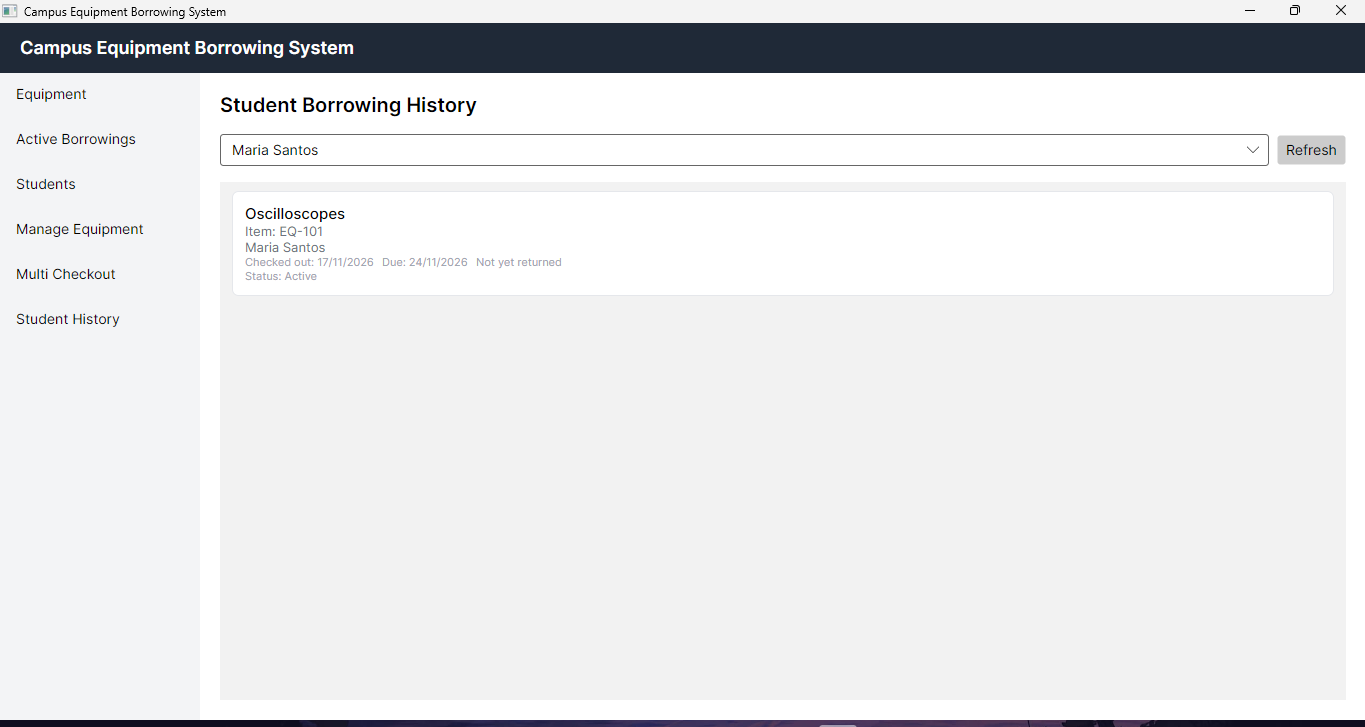 Campus Equipment Borrowing System
Campus Equipment Borrowing System
Equipment
Active Borrowings
Students
Manage Equipment
Multi Checkout
Student History
Student Borrowing History
Maria Santos
Refresh
Oscilloscopes
Item: EQ-101
Maria Santos
Checked out: 17/11/2026 Due: 24/11/2026 Not yet returned
Status: Active